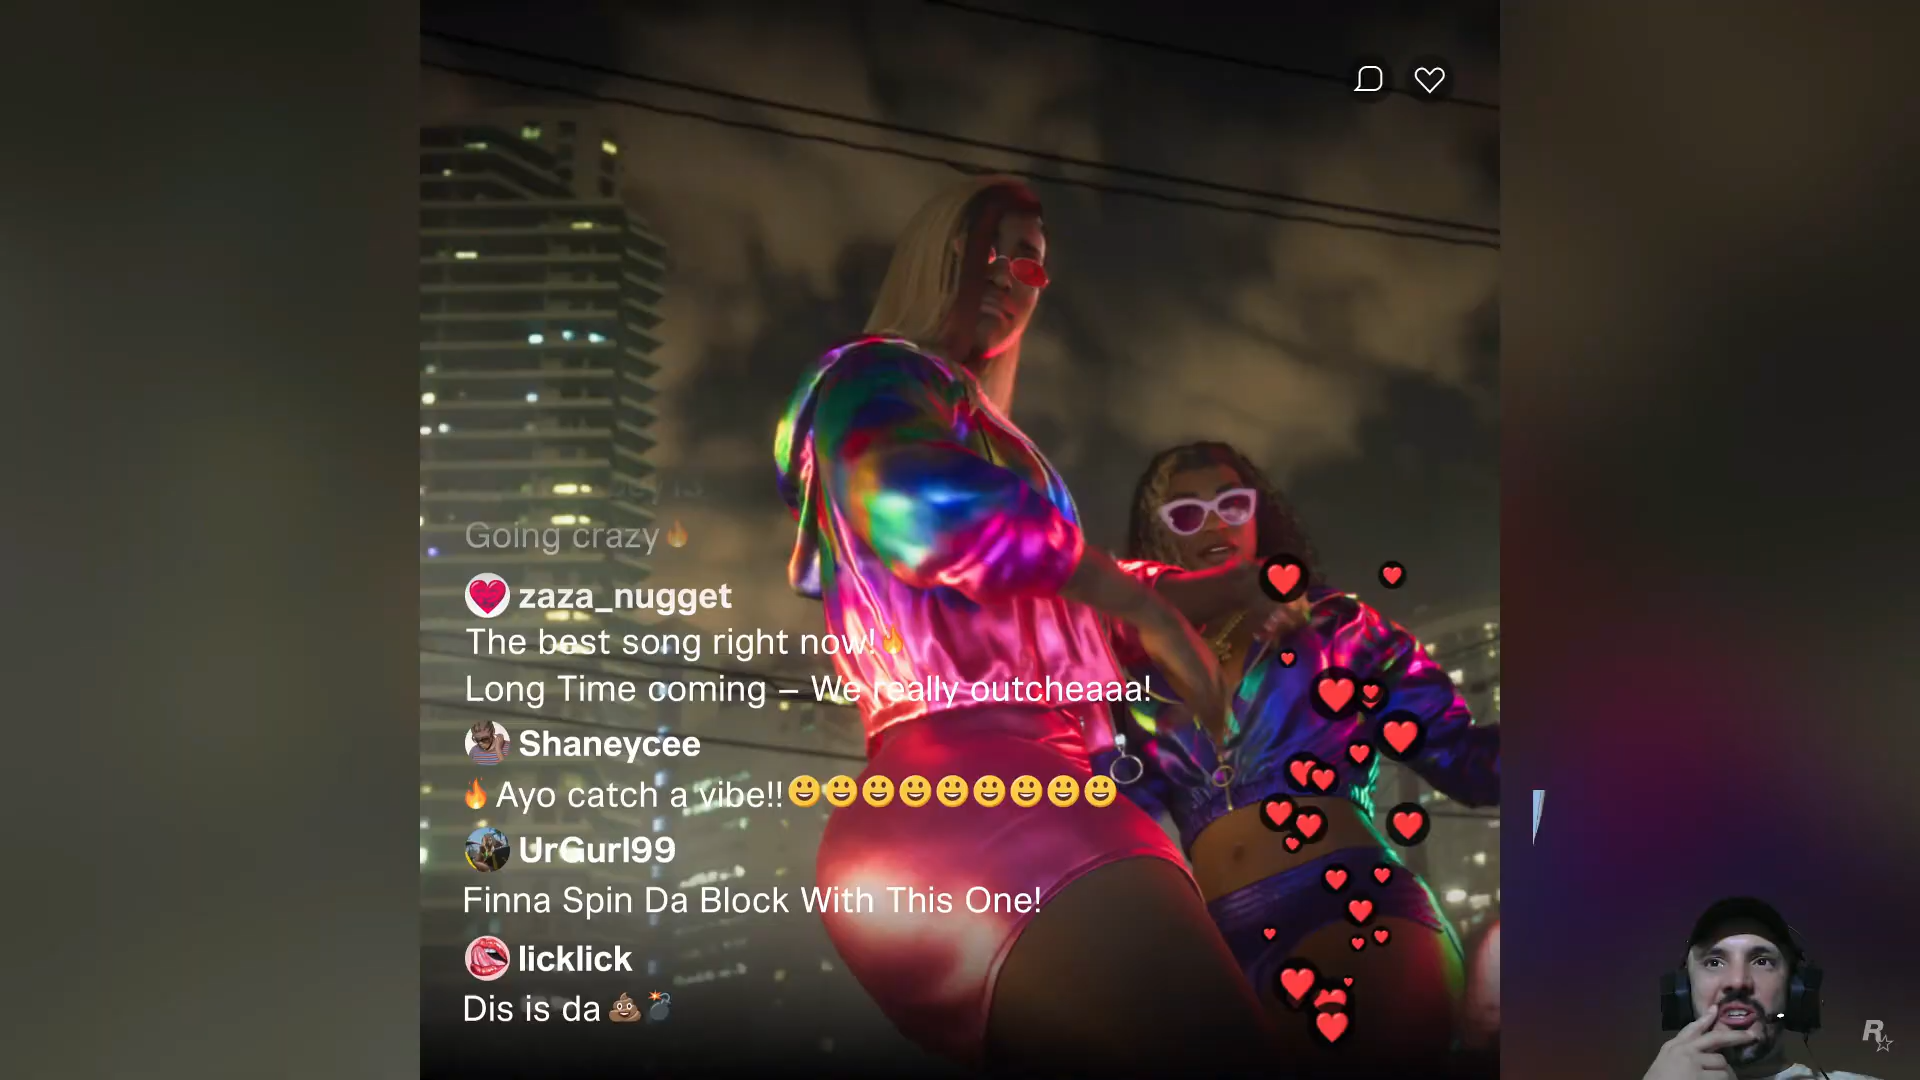 Going crazy🔥
zaza_nugget
The best song right now!🔥
Long Time coming – We really outcheaaa!
Shaneycee
🔥Ayo catch a vibe!!😀😀😀😀😀😀😀😀😀
UrGurl99
Finna Spin Da Block With This One!
licklick
Dis is da💩💣
R